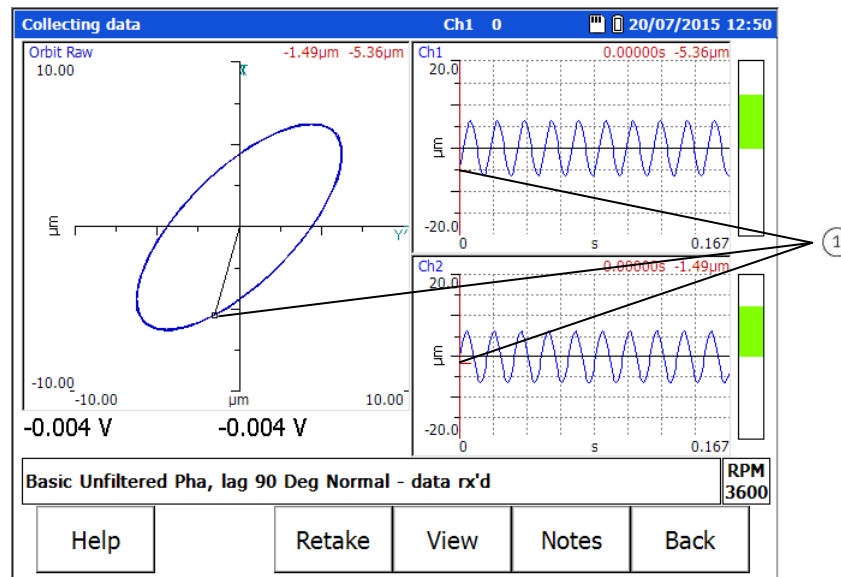 Collecting data Ch1 0 20/07/2015 12:50
Orbit Raw -1.49µm -5.36µm
10.00
X
µm
Y'
-10.00
-10.00 µm 10.00
-0.004 V -0.004 V
Ch1 0.00000s -5.36µm
20.0
µm
-20.0
0 s 0.167
Ch2 0.00000s -1.49µm
20.0
µm
-20.0
0 s 0.167
1
Basic Unfiltered Pha, lag 90 Deg Normal - data rx'd
RPM
3600
Help Retake View Notes Back